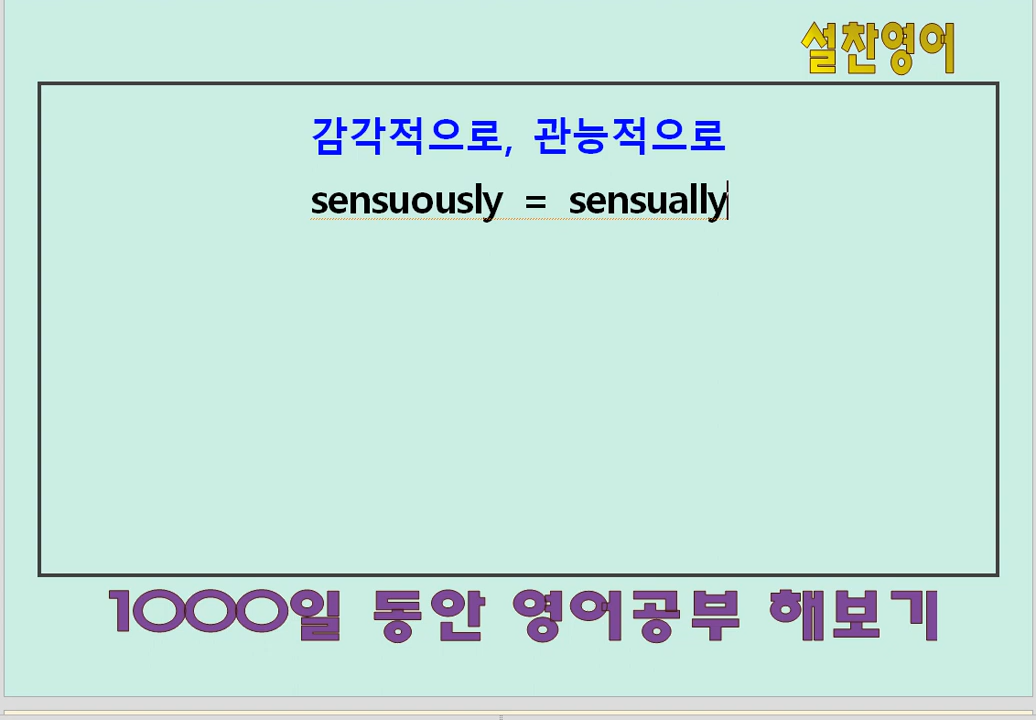 설찬영어
감각적으로, 관능적으로
sensuously = sensually
1000일 동안 영어공부 해보기